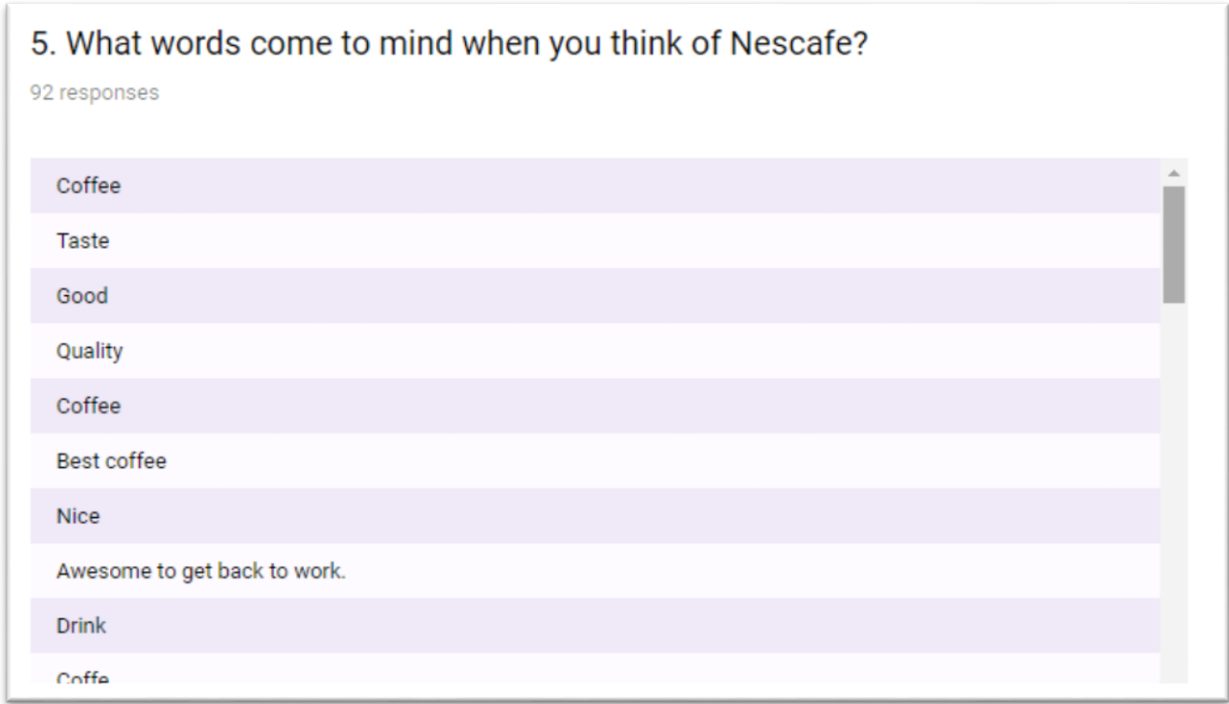 5. What words come to mind when you think of Nescafe?
92 responses
Coffee
Taste
Good
Quality
Coffee
Best coffee
Nice
Awesome to get back to work.
Drink
Coffe